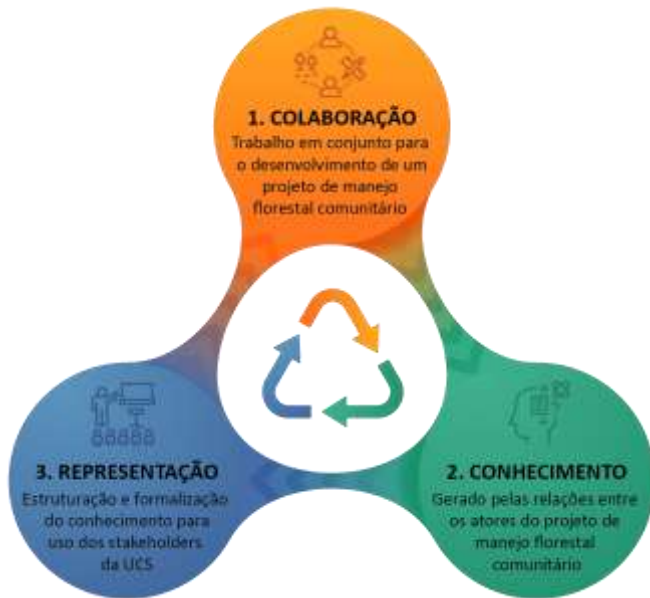 1. COLABORAÇÃO
Trabalho em conjunto para
o desenvolvimento de um
projeto de manejo
florestal comunitário
3. REPRESENTAÇÃO
Estruturação e formalização
do conhecimento para
uso dos stakeholders
da UCS
2. CONHECIMENTO
Gerado pelas relações entre
os atores do projeto de
manejo florestal
comunitário